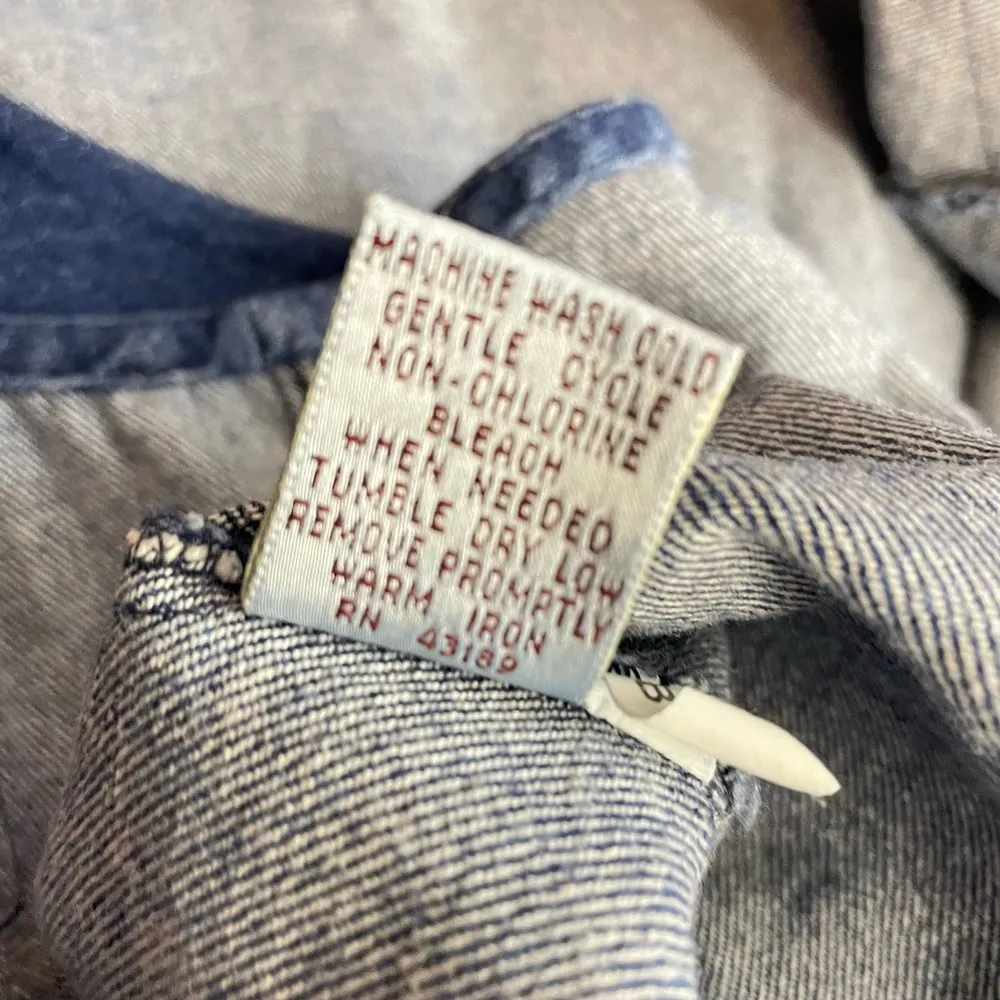 MACHINE WASH COLD
GENTLE CYCLE
NON-CHLORINE
BLEACH
WHEN NEEDED
TUMBLE DRY LOW
REMOVE PROMPTLY
WARM IRON
RN 43189